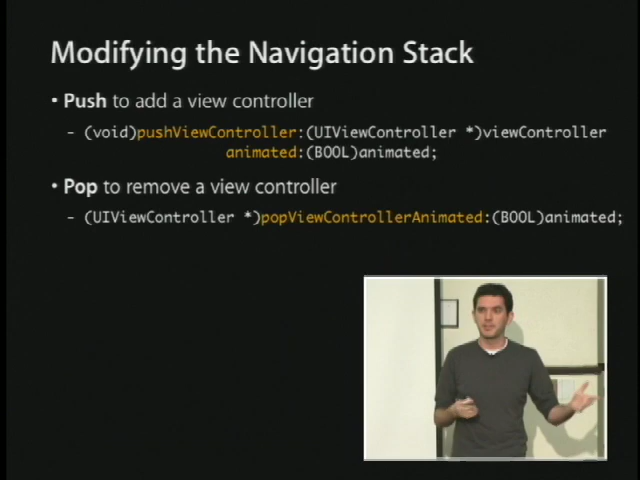 Modifying the Navigation Stack
• Push to add a view controller
- (void)pushViewController:(UIViewController *)viewController
animated:(BOOL)animated;
• Pop to remove a view controller
- (UIViewController *)popViewControllerAnimated:(BOOL)animated;